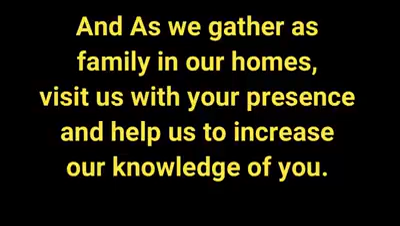 And As we gather as
family in our homes,
visit us with your presence
and help us to increase
our knowledge of you.